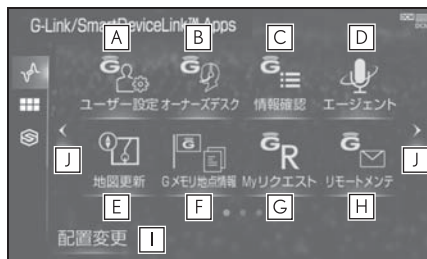 G-Link/SmartDeviceLink™ Apps
A B C D
ユーザー設定 オーナーズデスク 情報確認 エージェント
J J
地図更新 Gメモリ地点情報 Myリクエスト リモートメンテ
E F G H
配置変更 I